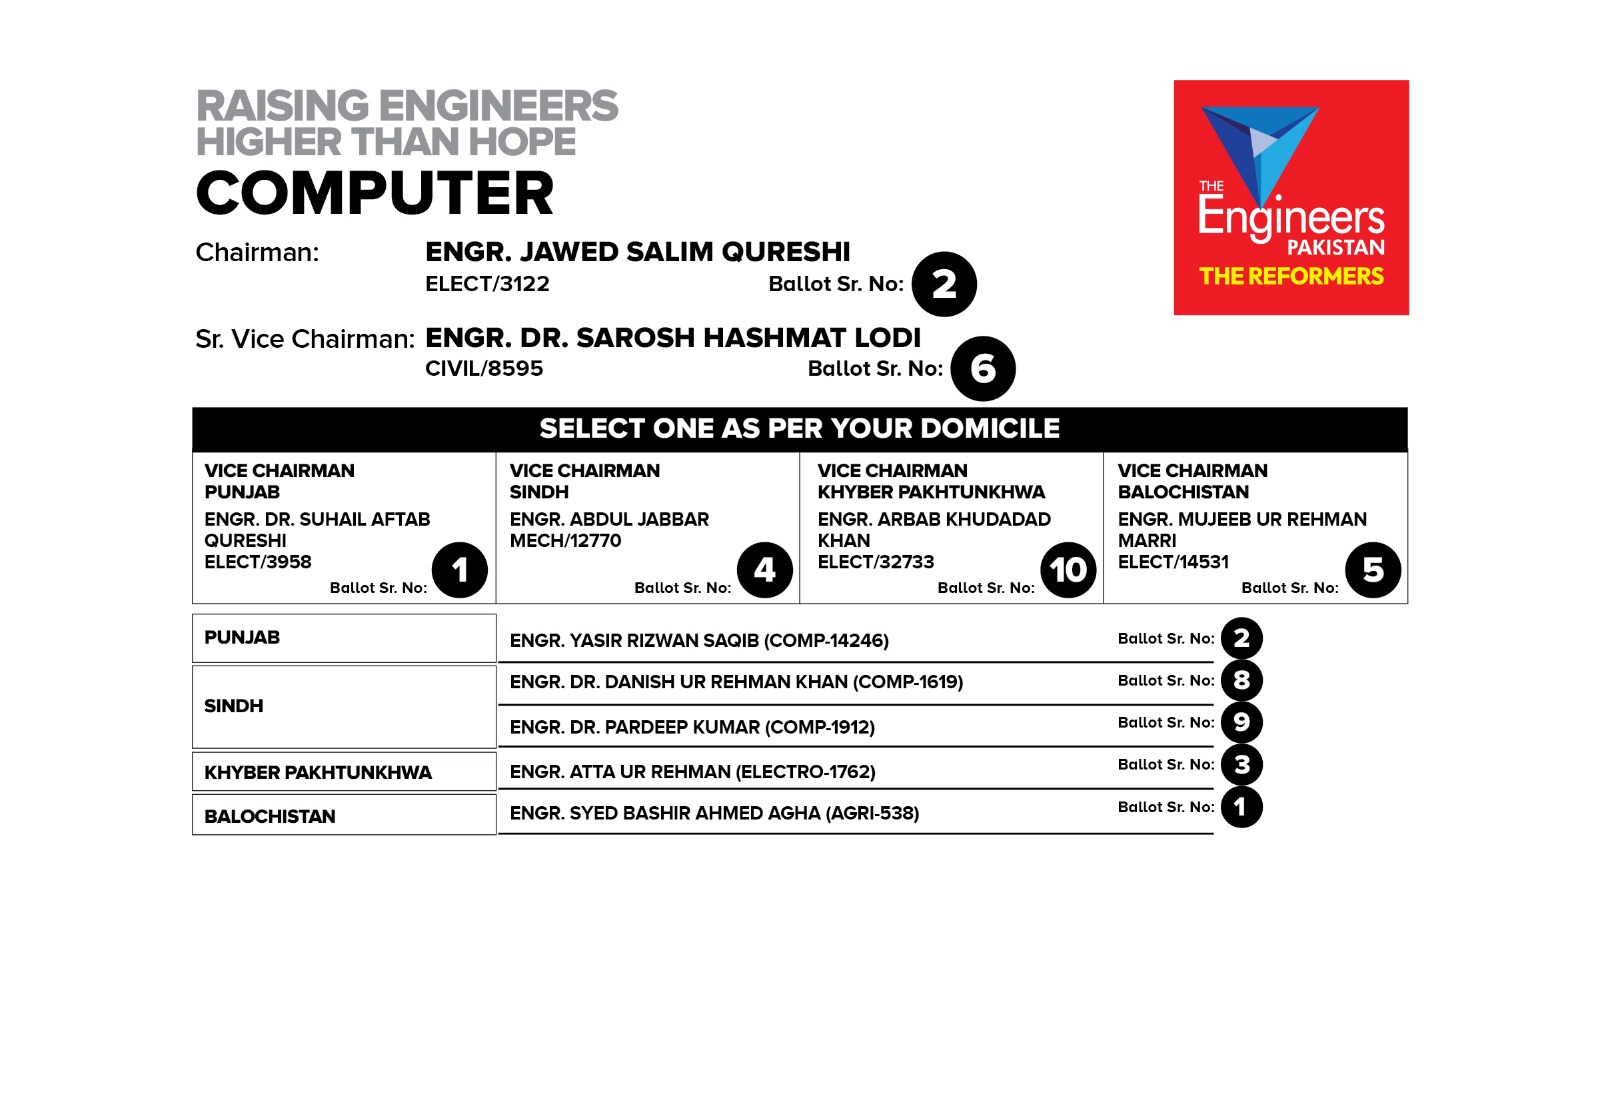 RAISING ENGINEERS
HIGHER THAN HOPE
COMPUTER
THE
Engineers
PAKISTAN
THE REFORMERS
Chairman: ENGR. JAWED SALIM QURESHI
ELECT/3122 Ballot Sr. No: 2
Sr. Vice Chairman: ENGR. DR. SAROSH HASHMAT LODI
CIVIL/8595 Ballot Sr. No: 6
SELECT ONE AS PER YOUR DOMICILE
VICE CHAIRMAN
PUNJAB
ENGR. DR. SUHAIL AFTAB
QURESHI
ELECT/3958
Ballot Sr. No: 1
VICE CHAIRMAN
SINDH
ENGR. ABDUL JABBAR
MECH/12770
Ballot Sr. No: 4
VICE CHAIRMAN
KHYBER PAKHTUNKHWA
ENGR. ARBAB KHUDADAD
KHAN
ELECT/32733
Ballot Sr. No: 10
VICE CHAIRMAN
BALOCHISTAN
ENGR. MUJEEB UR REHMAN
MARRI
ELECT/14531
Ballot Sr. No: 5
PUNJAB ENGR. YASIR RIZWAN SAQIB (COMP-14246) Ballot Sr. No: 2
SINDH
ENGR. DR. DANISH UR REHMAN KHAN (COMP-1619) Ballot Sr. No: 8
ENGR. DR. PARDEEP KUMAR (COMP-1912) Ballot Sr. No: 9
KHYBER PAKHTUNKHWA ENGR. ATTA UR REHMAN (ELECTRO-1762) Ballot Sr. No: 3
BALOCHISTAN ENGR. SYED BASHIR AHMED AGHA (AGRI-538) Ballot Sr. No: 1